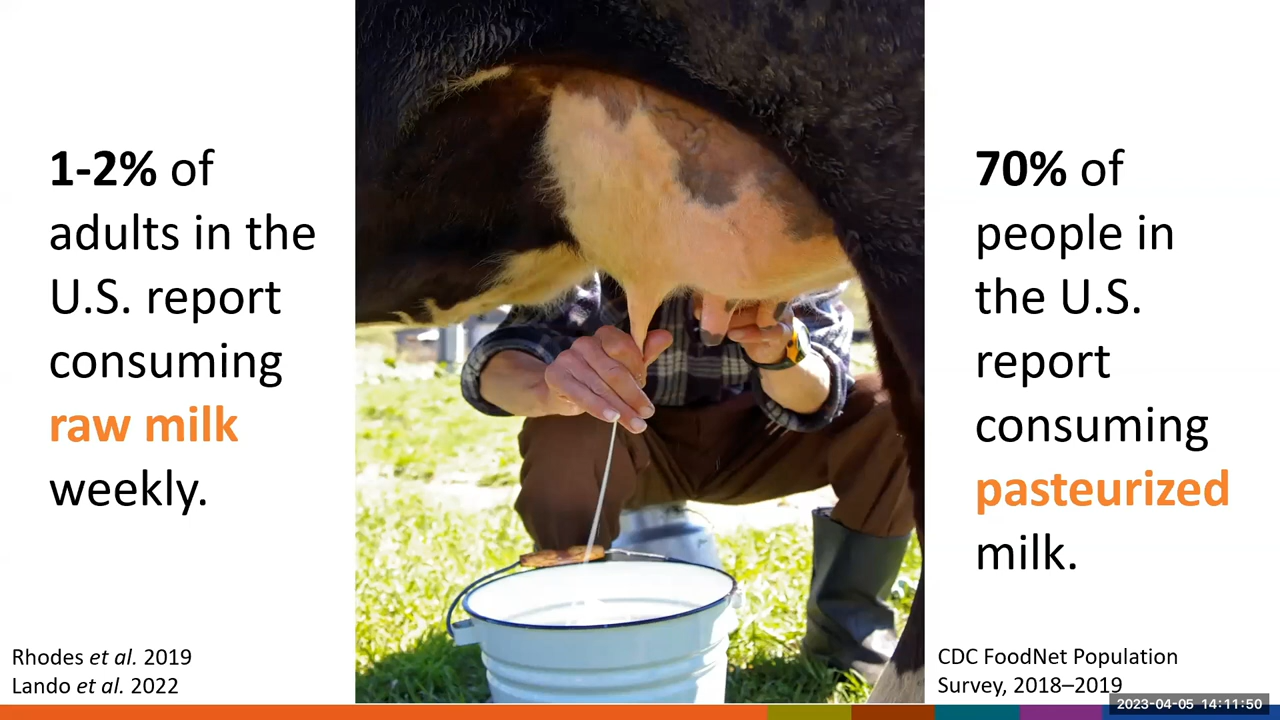 1-2% of
adults in the
U.S. report
consuming
raw milk
weekly.
Rhodes et al. 2019
Lando et al. 2022
70% of
people in
the U.S.
report
consuming
pasteurized
milk.
CDC FoodNet Population
Survey, 2018–2019
2023-04-05 14:11:50